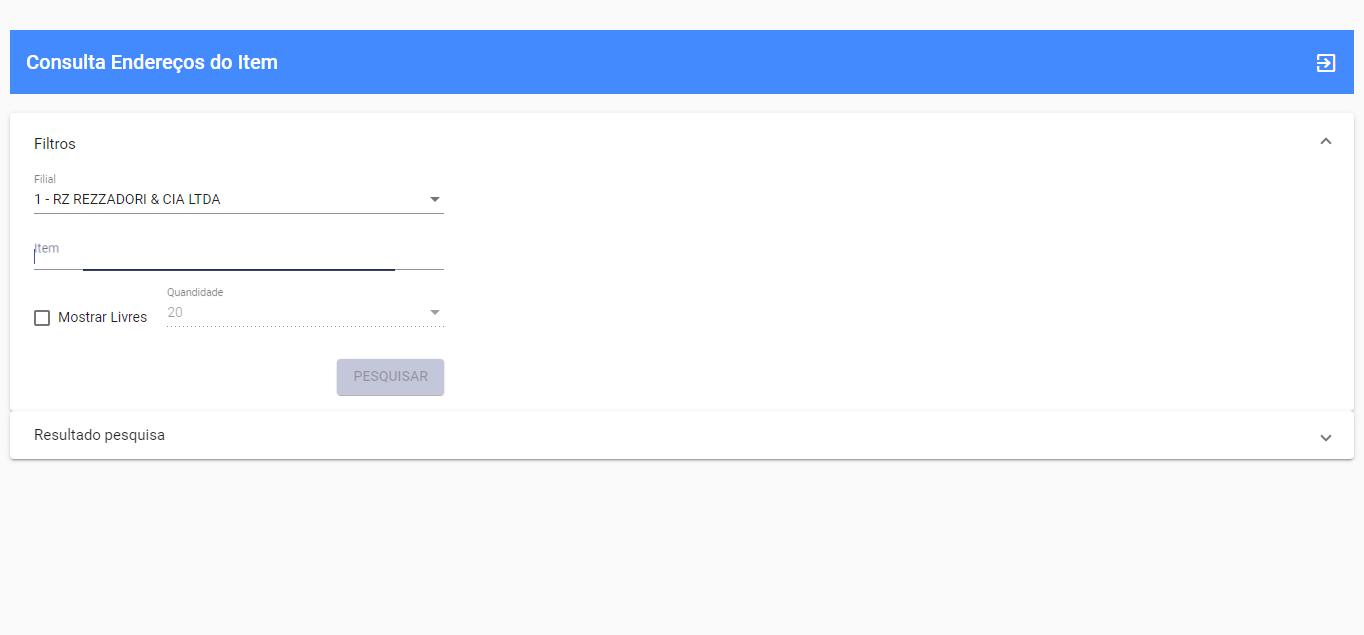 Consulta Endereços do Item
Filtros
Filial
1 - RZ REZZADORI & CIA LTDA
Item
Quandidade
Mostrar Livres
20
PESQUISAR
Resultado pesquisa